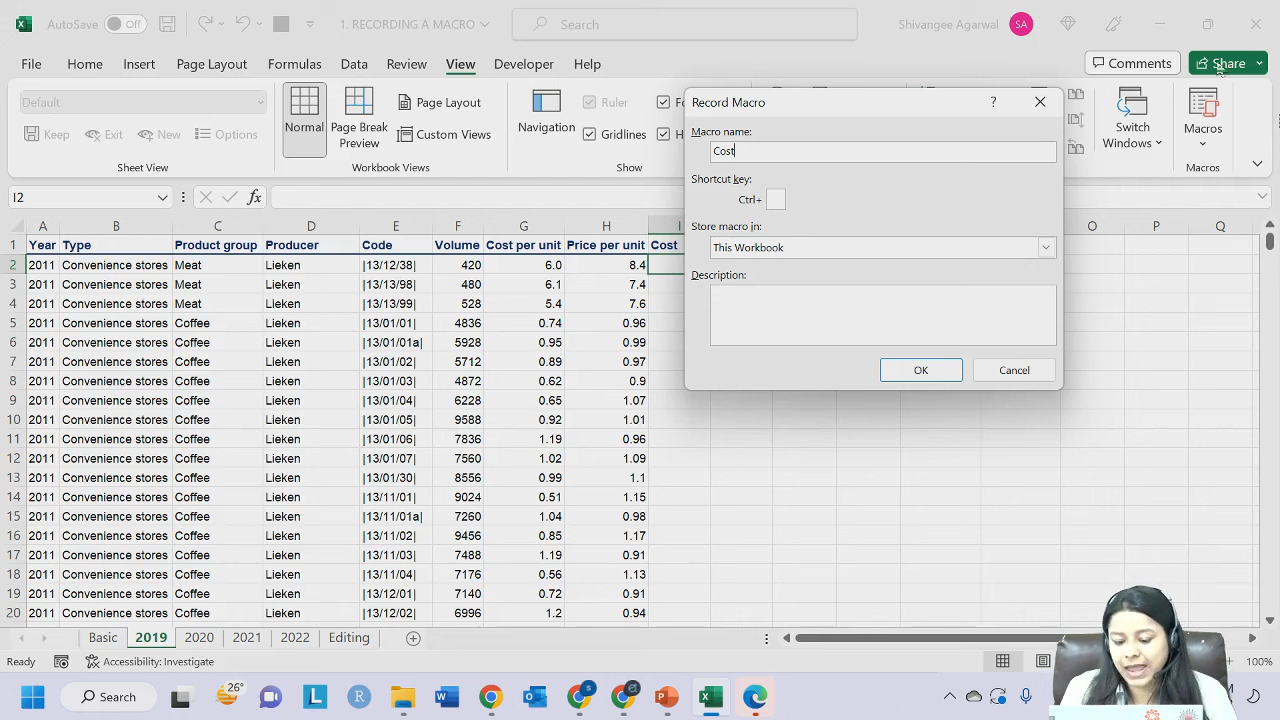 AutoSave Off 1. RECORDING A MACRO Search Shivangee Agarwal SA
File Home Insert Page Layout Formulas Data Review View Developer Help Comments Share
Default
Keep Exit New Options
Sheet View
Normal Page Break Preview Page Layout Custom Views
Workbook Views
Navigation Ruler Gridlines
Show
Switch Windows
Macros
Macros
Record Macro ?
Macro name:
Cost
Shortcut key:
Ctrl+
Store macro in:
This Workbook
Description:
OK Cancel
I2 fx
A B C D E F G H I O P Q
1 Year Type Product group Producer Code Volume Cost per unit Price per unit Cost
2 2011 Convenience stores Meat Lieken |13/12/38| 420 6.0 8.4
3 2011 Convenience stores Meat Lieken |13/13/98| 480 6.1 7.4
4 2011 Convenience stores Meat Lieken |13/13/99| 528 5.4 7.6
5 2011 Convenience stores Coffee Lieken |13/01/01| 4836 0.74 0.96
6 2011 Convenience stores Coffee Lieken |13/01/01a| 5928 0.95 0.99
7 2011 Convenience stores Coffee Lieken |13/01/02| 5712 0.89 0.97
8 2011 Convenience stores Coffee Lieken |13/01/03| 4872 0.62 0.9
9 2011 Convenience stores Coffee Lieken |13/01/04| 6228 0.65 1.07
10 2011 Convenience stores Coffee Lieken |13/01/05| 9588 0.92 1.01
11 2011 Convenience stores Coffee Lieken |13/01/06| 7836 1.19 0.96
12 2011 Convenience stores Coffee Lieken |13/01/07| 7560 1.02 1.09
13 2011 Convenience stores Coffee Lieken |13/01/30| 8556 0.99 1.1
14 2011 Convenience stores Coffee Lieken |13/11/01| 9024 0.51 1.15
15 2011 Convenience stores Coffee Lieken |13/11/01a| 7260 1.04 0.98
16 2011 Convenience stores Coffee Lieken |13/11/02| 9456 0.85 1.17
17 2011 Convenience stores Coffee Lieken |13/11/03| 7488 1.19 0.91
18 2011 Convenience stores Coffee Lieken |13/11/04| 7176 0.56 1.13
19 2011 Convenience stores Coffee Lieken |13/12/01| 7140 0.72 0.91
20 2011 Convenience stores Coffee Lieken |13/12/02| 6996 1.2 0.94
Basic 2019 2020 2021 2022 Editing
Ready Accessibility: Investigate 100%
Search 26°